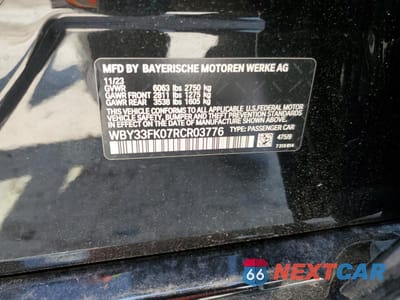 MFD BY BAYERISCHE MOTOREN WERKE AG
11/23
GVWR 6063 lbs 2750 kg
GAWR FRONT 2811 lbs 1275 kg
GAWR REAR 3538 lbs 1605 kg
THIS VEHICLE CONFORMS TO ALL APPLICABLE U.S. FEDERAL MOTOR
VEHICLE SAFETY, BUMPER, AND THEFT PREVENTION STANDARDS
IN EFFECT ON THE DATE OF MANUFACTURE SHOWN ABOVE.
WBY33FK07RCR03776 TYPE: PASSENGER CAR
475/9
66 NEXTCAR